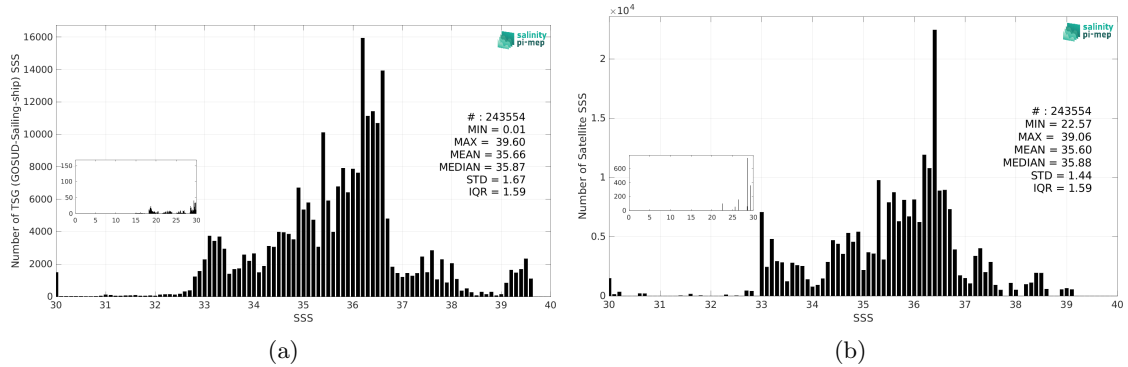 salinity
pi-mep
Number of TSG (GOSUD-Sailing-ship) SSS
16000
14000
12000
10000
8000
6000
4000
2000
0
# : 243554
MIN = 0.01
MAX = 39.60
MEAN = 35.66
MEDIAN = 35.87
STD = 1.67
IQR = 1.59
150
100
50
0
0 5 10 15 20 25 30
30 31 32 33 34 35 36 37 38 39 40
SSS
(a)
×10⁴
salinity
pi-mep
Number of Satellite SSS
2
1.5
1
0.5
0
# : 243554
MIN = 22.57
MAX = 39.06
MEAN = 35.60
MEDIAN = 35.88
STD = 1.44
IQR = 1.59
600
400
200
0
0 5 10 15 20 25 30
30 31 32 33 34 35 36 37 38 39 40
SSS
(b)